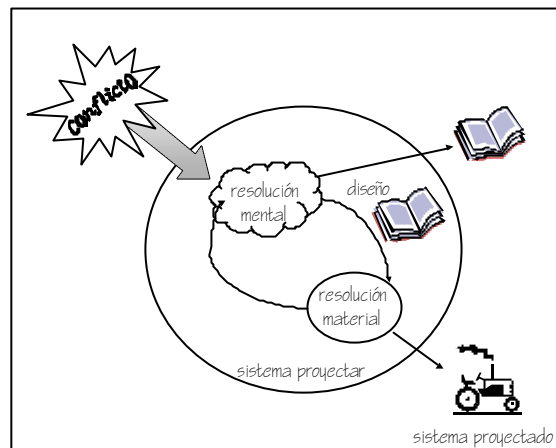 conflicto
resolución
mental
diseño
resolución
material
sistema proyectar
sistema proyectado